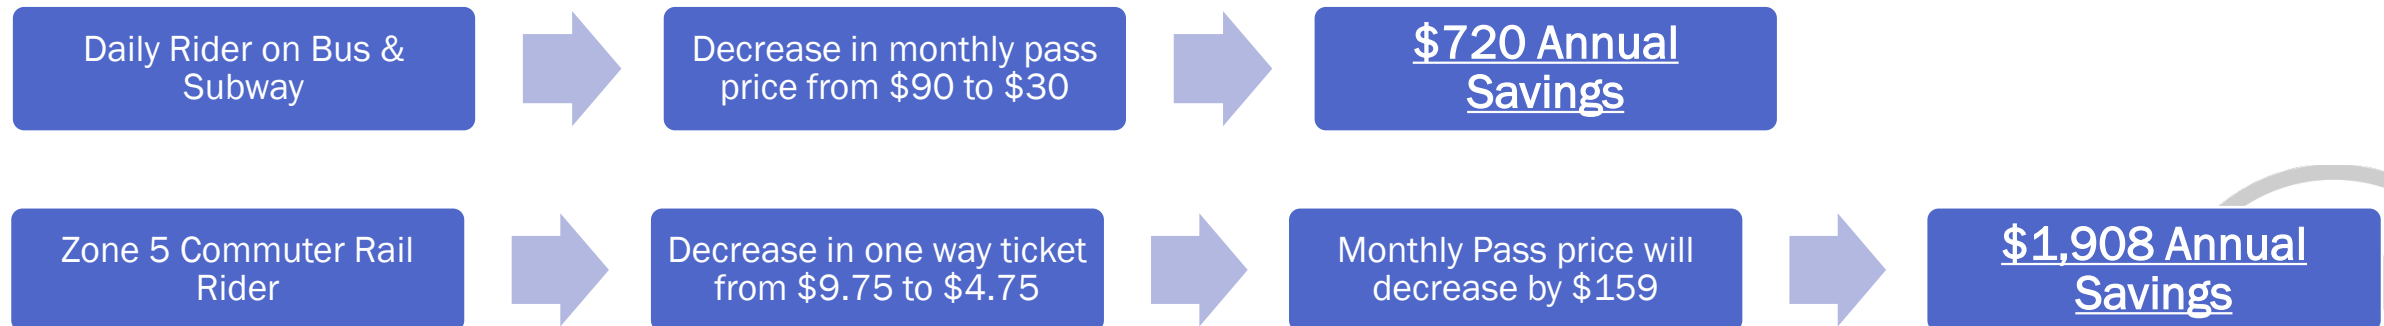 Daily Rider on Bus &
Subway
Decrease in monthly pass
price from $90 to $30
$720 Annual
Savings
Zone 5 Commuter Rail
Rider
Decrease in one way ticket
from $9.75 to $4.75
Monthly Pass price will
decrease by $159
$1,908 Annual
Savings